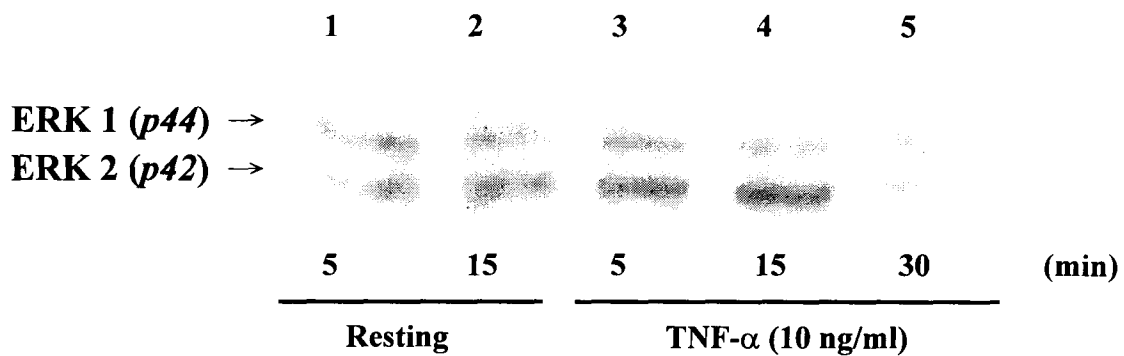 1 2 3 4 5
ERK 1 (p44) →
ERK 2 (p42) →
5 15 5 15 30 (min)
Resting TNF-α (10 ng/ml)